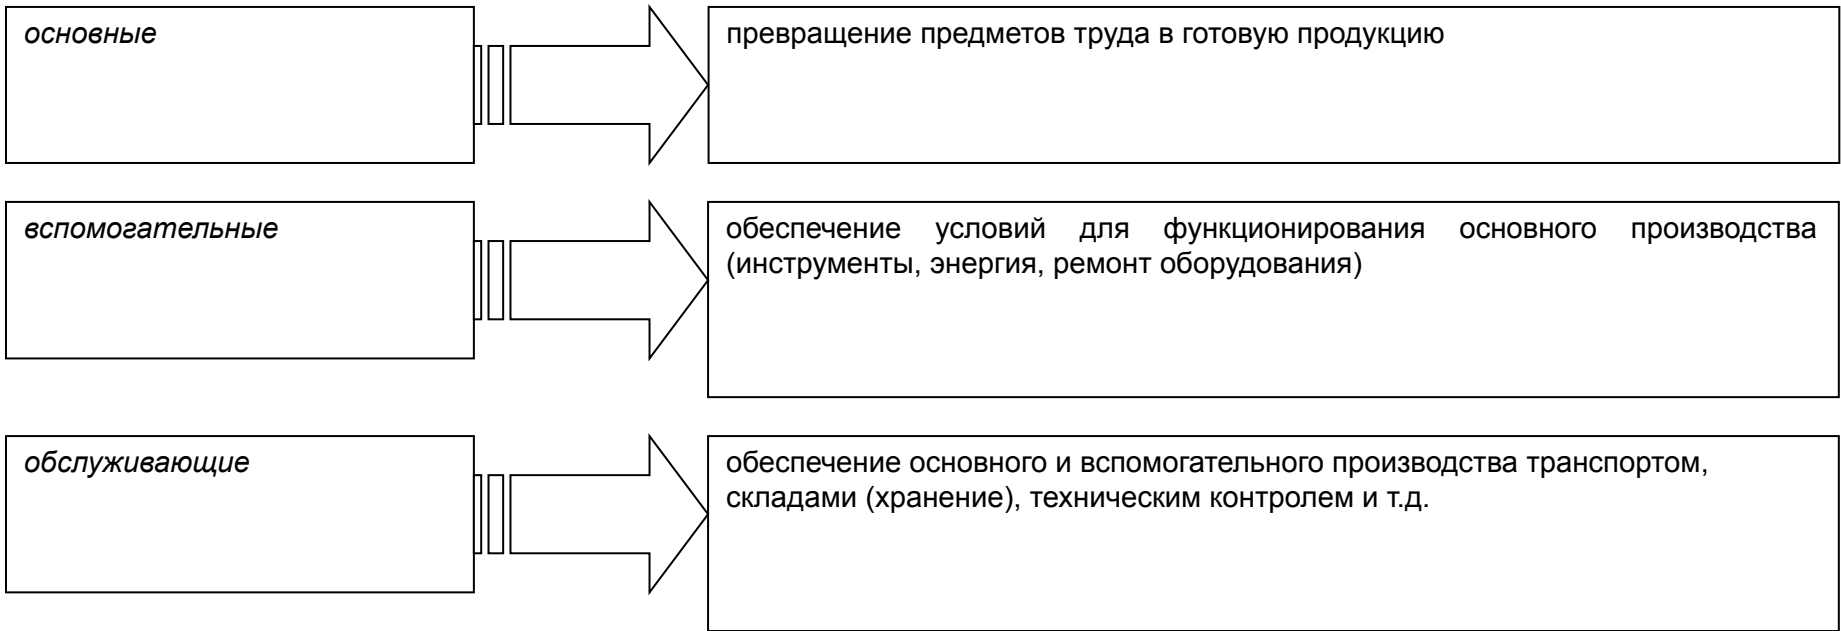 основные
превращение предметов труда в готовую продукцию
вспомогательные
обеспечение условий для функционирования основного производства
(инструменты, энергия, ремонт оборудования)
обслуживающие
обеспечение основного и вспомогательного производства транспортом,
складами (хранение), техническим контролем и т.д.